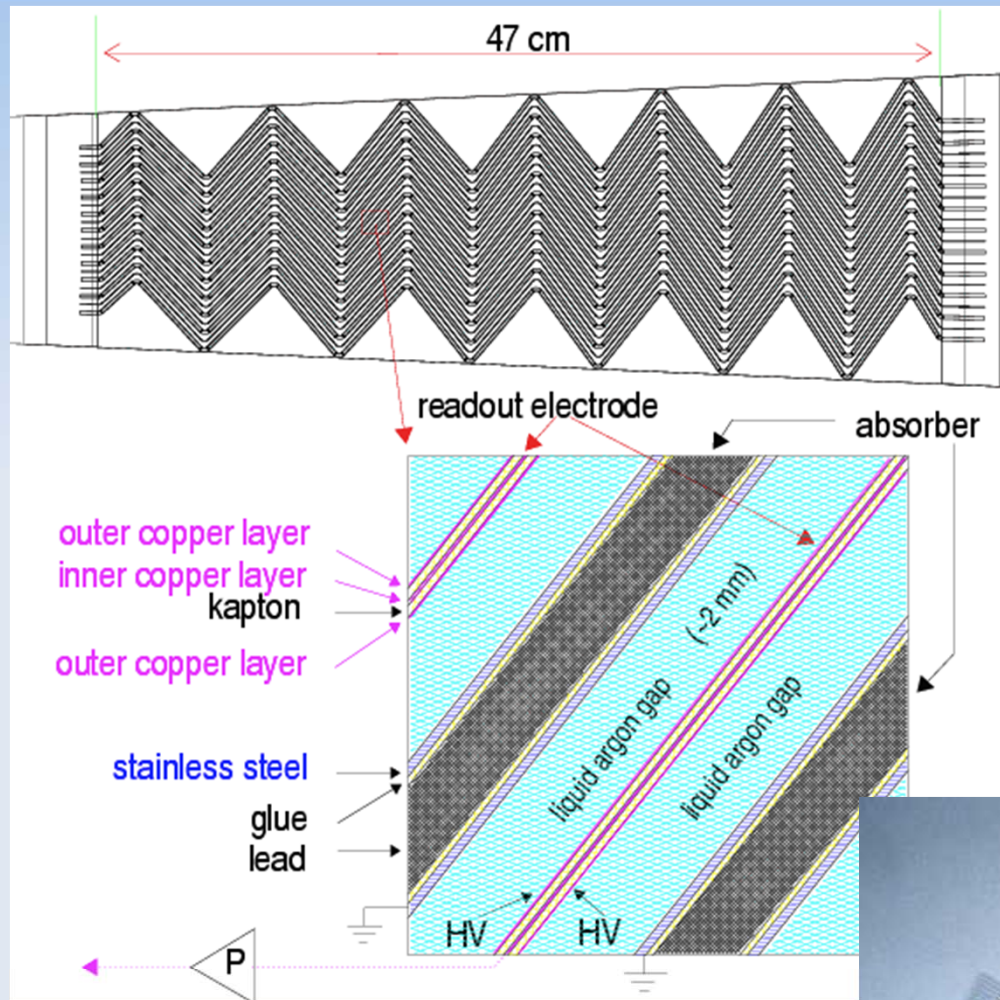 47 cm
readout electrode
absorber
outer copper layer
inner copper layer
kapton
outer copper layer
(~2 mm)
liquid argon gap
liquid argon gap
stainless steel
glue
lead
HV
HV
P